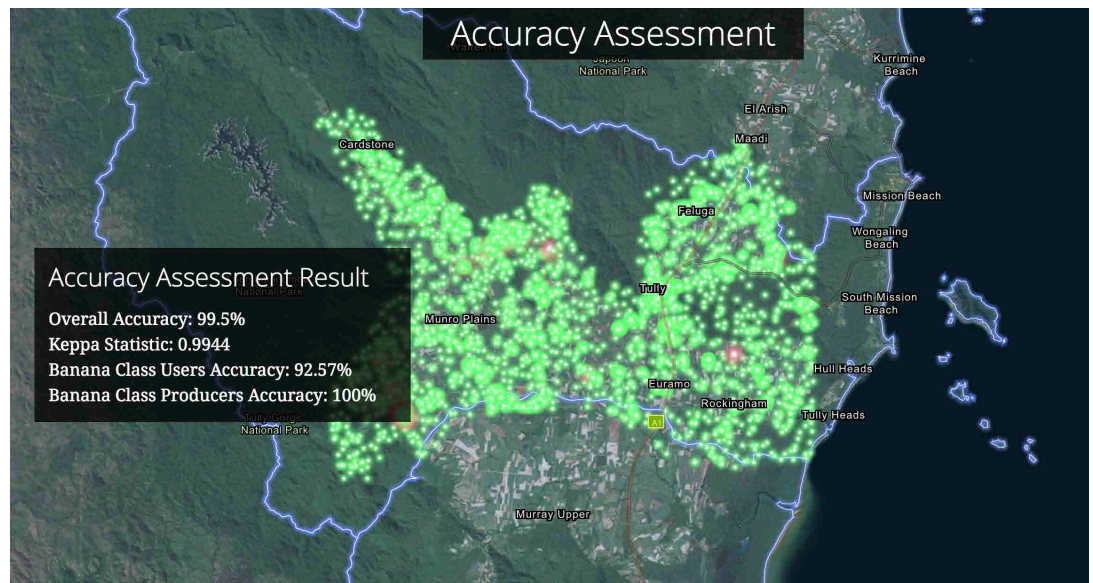 Accuracy Assessment
Japoon
National Park
Kurrimine
Beach
El Arish
Maadi
Cardstone
Mission Beach
Feluga
Wongaling
Beach
Accuracy Assessment Result
National Park
Tully
South Mission
Beach
Overall Accuracy: 99.5%
Munro Plains
Keppa Statistic: 0.9944
Banana Class Users Accuracy: 92.57%
Hull Heads
Euramo
Banana Class Producers Accuracy: 100%
Rockingham
Tully Heads
Tully Gorge
National Park
A1
Murray Upper